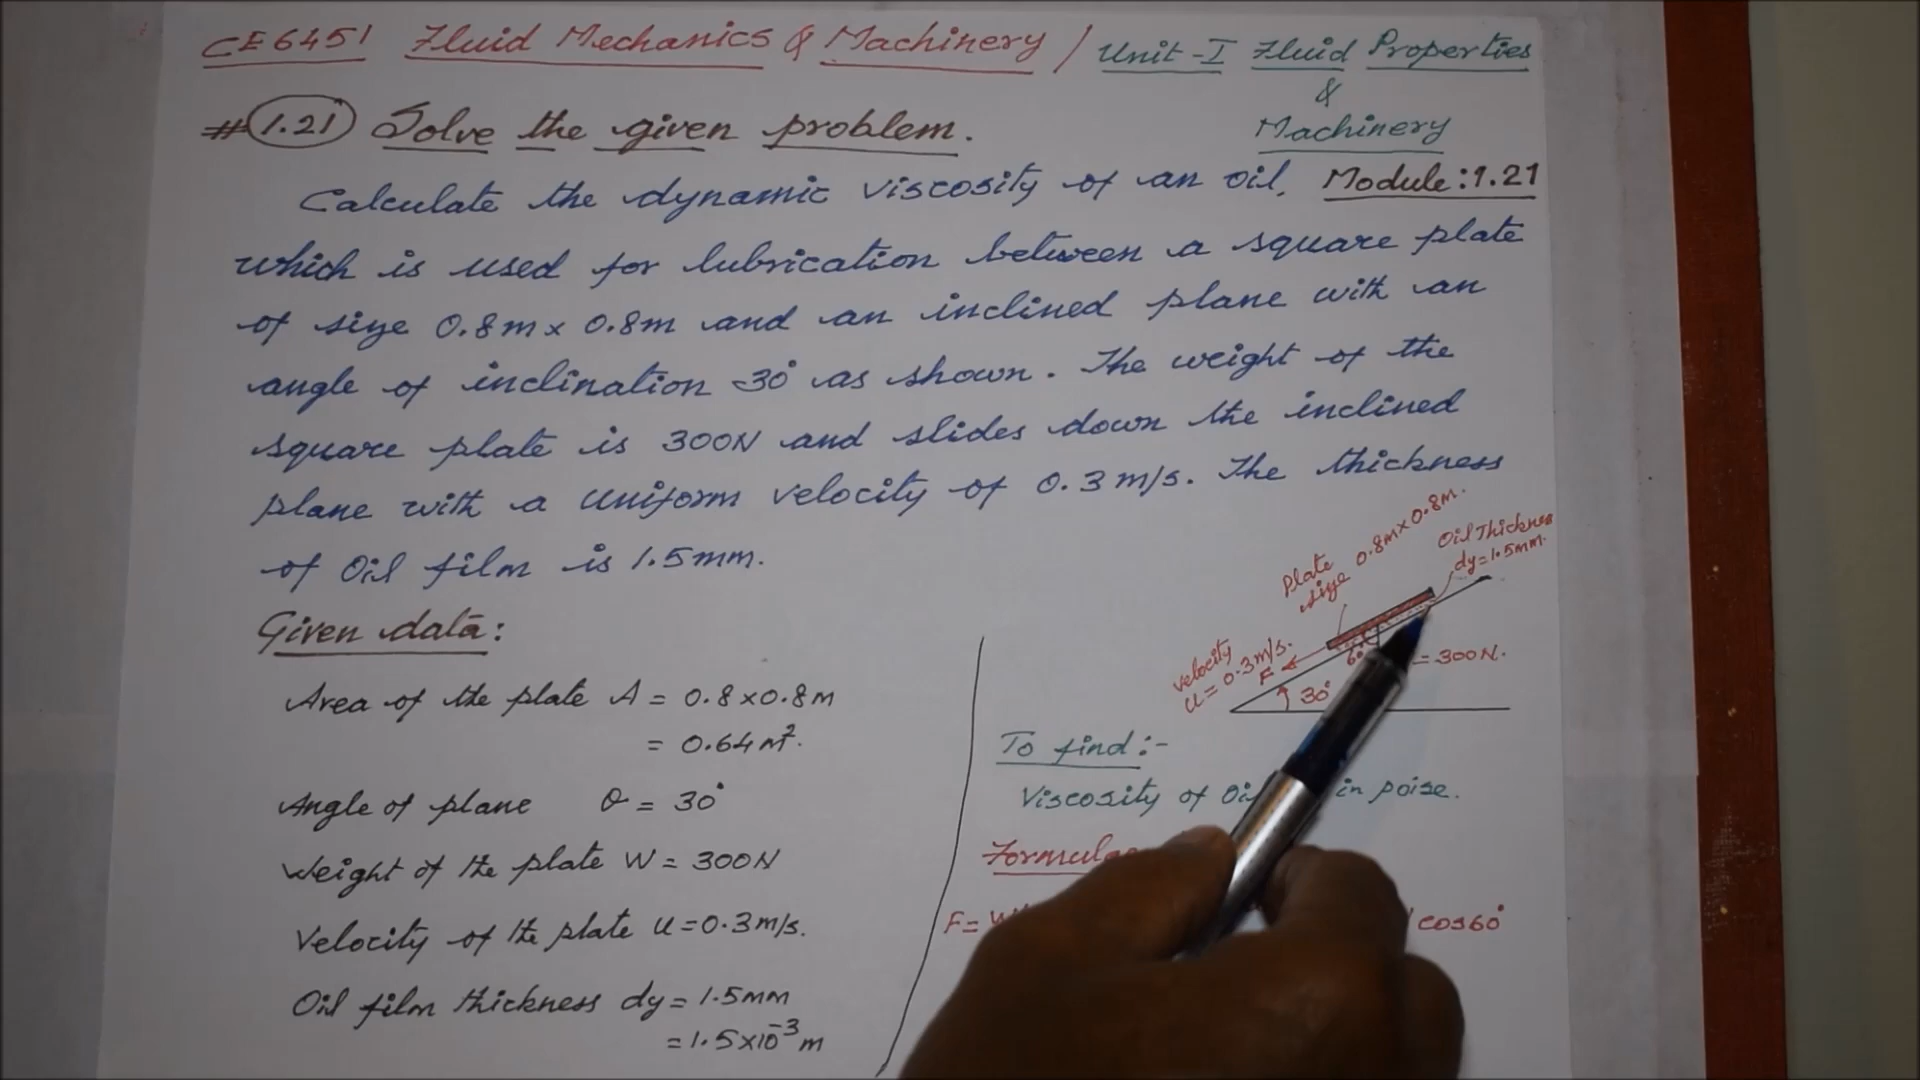 CE6451 Fluid Mechanics & Machinery / Unit-I Fluid Properties
&
Machinery
# 1.21 Solve the given problem.
Module:1.21
Calculate the dynamic viscosity of an oil,
which is used for lubrication between a square plate
of size 0.8m x 0.8m and an inclined plane with an
angle of inclination 30° as shown. The weight of the
square plate is 300N and slides down the inclined
plane with a uniform velocity of 0.3 m/s. The thickness
of Oil film is 1.5mm.
Plate size 0.8m x 0.8m.
Oil Thickness
dy=1.5mm.
velocity
u = 0.3m/s.
F
30°
= 300N.
Given data:
Area of the plate A = 0.8 x 0.8m
= 0.64m².
Angle of plane θ = 30°
Weight of the plate W = 300N
Velocity of the plate u = 0.3m/s.
Oil film thickness dy = 1.5mm
= 1.5x10⁻³ m
To find:-
Viscosity of in poise.
F= cos60°